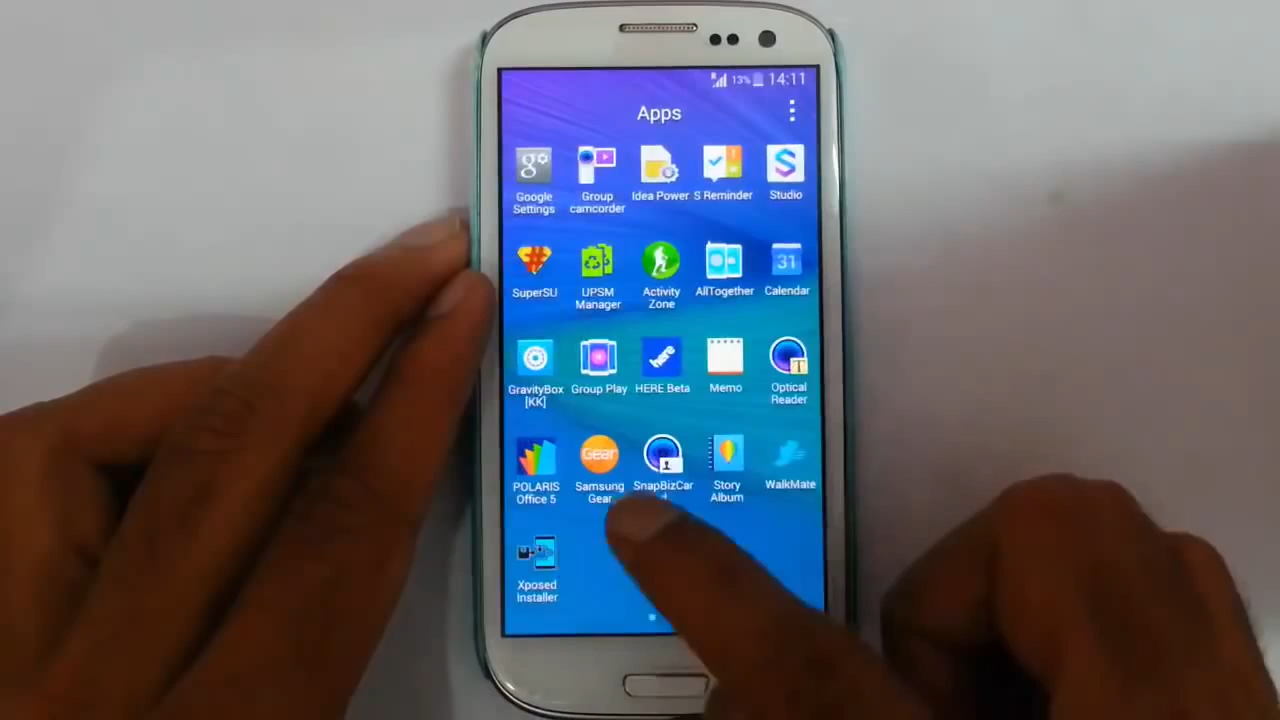 13% 14:11
Apps
Google Settings
Group camcorder
Idea Power
S Reminder
Studio
SuperSU
UPSM Manager
Activity Zone
AllTogether
31
Calendar
GravityBox [KK]
Group Play
here
HERE Beta
Memo
T
Optical Reader
POLARIS Office 5
Gear
Samsung Gear
SnapBizCar
d
Story Album
WalkMate
Xposed Installer